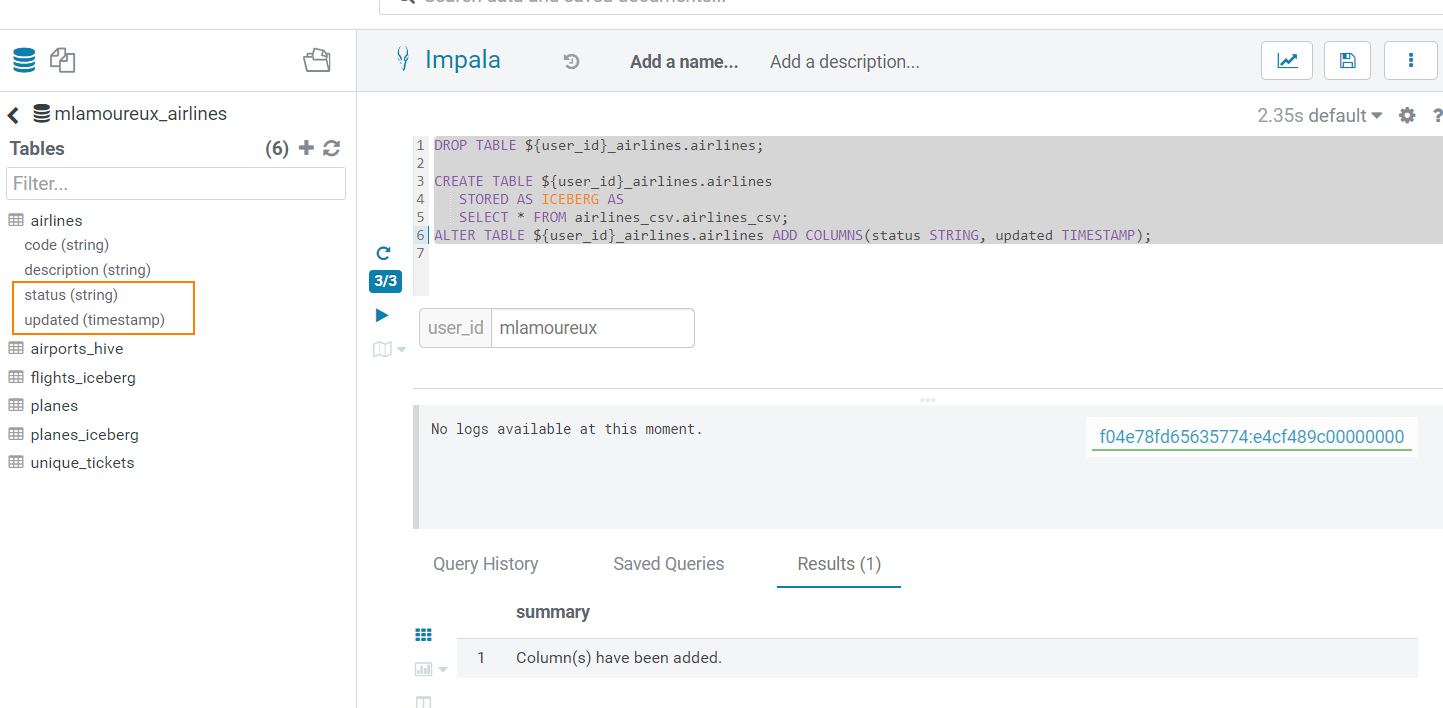 Search data and saved documents...
Impala
Add a name...
Add a description...
mlamoureux_airlines
Tables (6)
Filter...
airlines
code (string)
description (string)
status (string)
updated (timestamp)
airports_hive
flights_iceberg
planes
planes_iceberg
unique_tickets
2.35s default
?
1 DROP TABLE ${user_id}_airlines.airlines;
2
3 CREATE TABLE ${user_id}_airlines.airlines
4 STORED AS ICEBERG AS
5 SELECT * FROM airlines_csv.airlines_csv;
6 ALTER TABLE ${user_id}_airlines.airlines ADD COLUMNS(status STRING, updated TIMESTAMP);
7
3/3
user_id mlamoureux
No logs available at this moment.
f04e78fd65635774:e4cf489c00000000
Query History Saved Queries Results (1)
summary
1 Column(s) have been added.